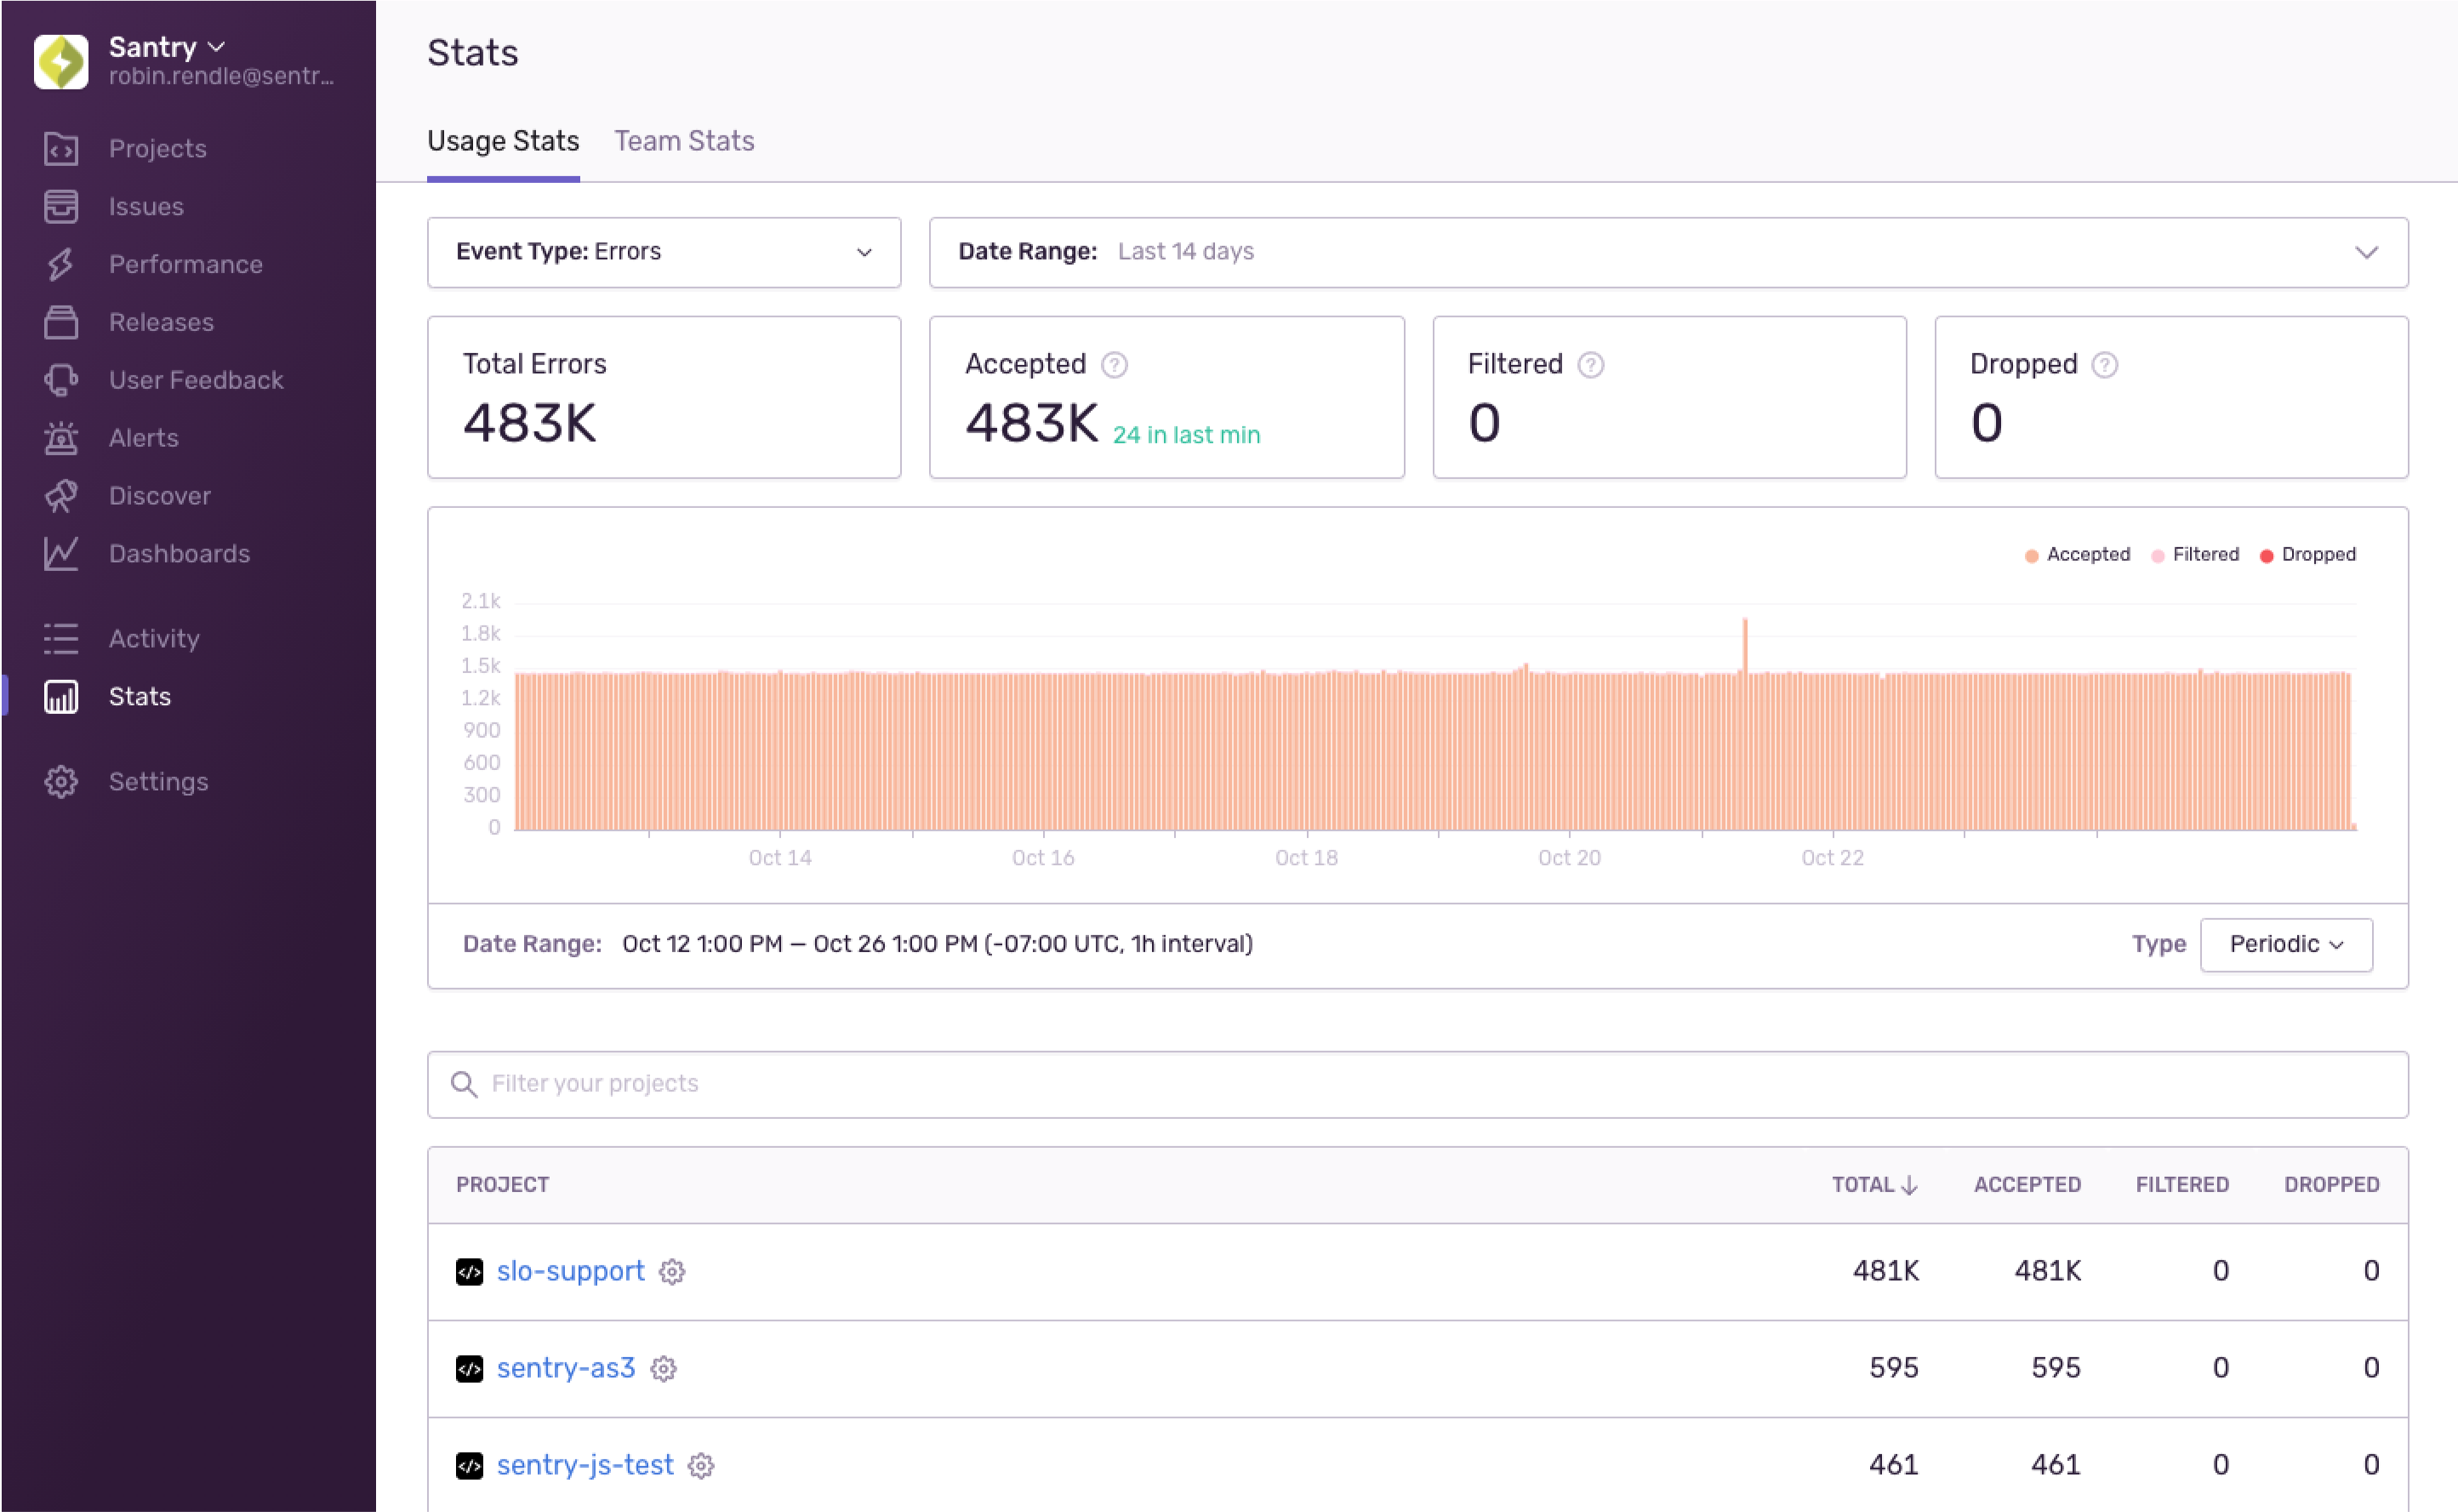 Santry
robin.rendle@sentr...
Projects
Issues
Performance
Releases
User Feedback
Alerts
Discover
Dashboards
Activity
Stats
Settings
Stats
Usage Stats Team Stats
Event Type: Errors
Date Range: Last 14 days
Total Errors
483K
Accepted ?
483K 24 in last min
Filtered ?
0
Dropped ?
0
Accepted Filtered Dropped
2.1k
1.8k
1.5k
1.2k
900
600
300
0
Oct 14 Oct 16 Oct 18 Oct 20 Oct 22
Date Range: Oct 12 1:00 PM — Oct 26 1:00 PM (-07:00 UTC, 1h interval)
Type Periodic
Filter your projects
PROJECT TOTAL ACCEPTED FILTERED DROPPED
slo-support 481K 481K 0 0
sentry-as3 595 595 0 0
sentry-js-test 461 461 0 0